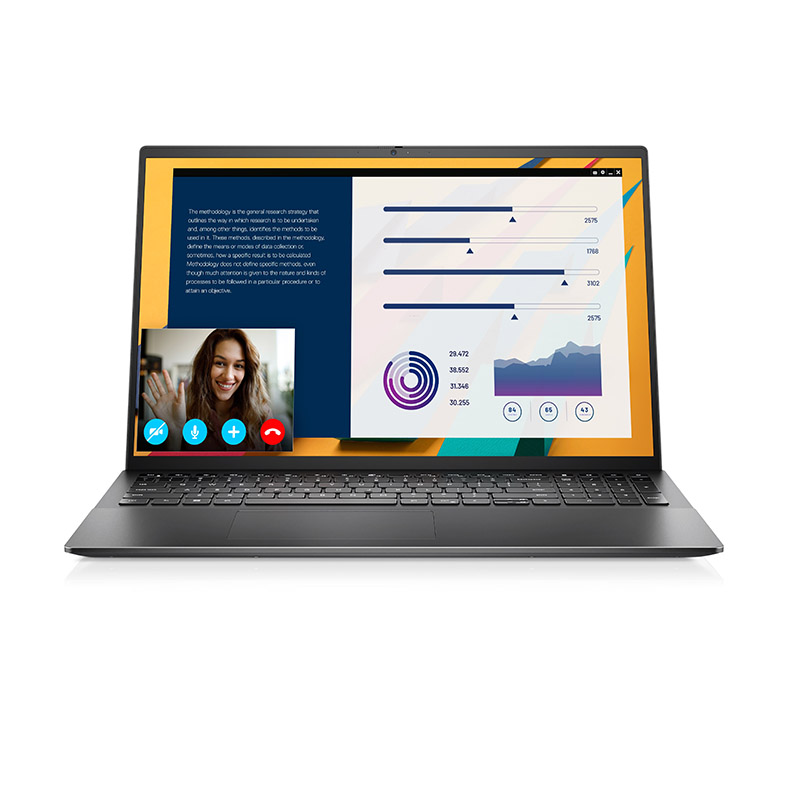 The methodology is the general research strategy that
outlines the way in which research is to be undertaken
and, among other things, identifies the methods to be
used in it. These methods, described in the methodology,
define the means or modes of data collection or,
sometimes, how a specific result is to be calculated
Methodology does not define specific methods, even
though much attention is given to the nature and kinds of
processes to be followed in a particular procedure or to
attain an objective.
2575
1768
3102
2575
29.472
38.552
31.346
30.255
84
65
43